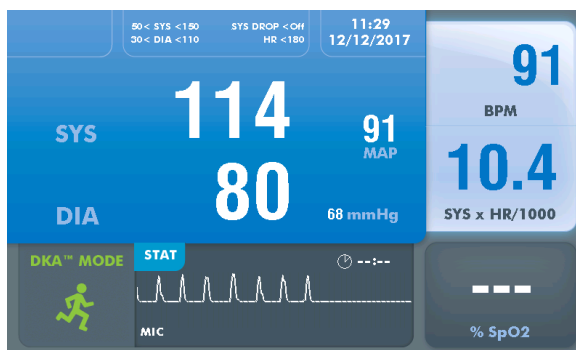 50< SYS <150 SYS DROP <Off
30< DIA <110 HR <180
11:29
12/12/2017
SYS
114
91
MAP
DIA
80
68 mmHg
91
BPM
10.4
SYS x HR/1000
DKA™ MODE
STAT
--:--
MIC
---
% SpO2